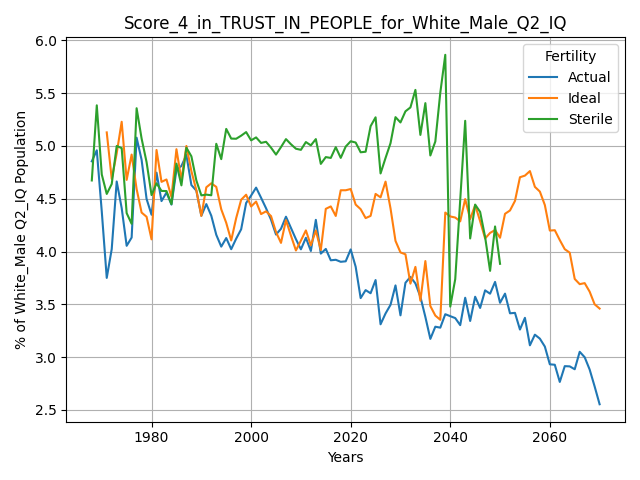 Score_4_in_TRUST_IN_PEOPLE_for_White_Male_Q2_IQ
% of White_Male Q2_IQ Population
6.0
5.5
5.0
4.5
4.0
3.5
3.0
2.5
Fertility
Actual
Ideal
Sterile
1980
2000
2020
2040
2060
Years